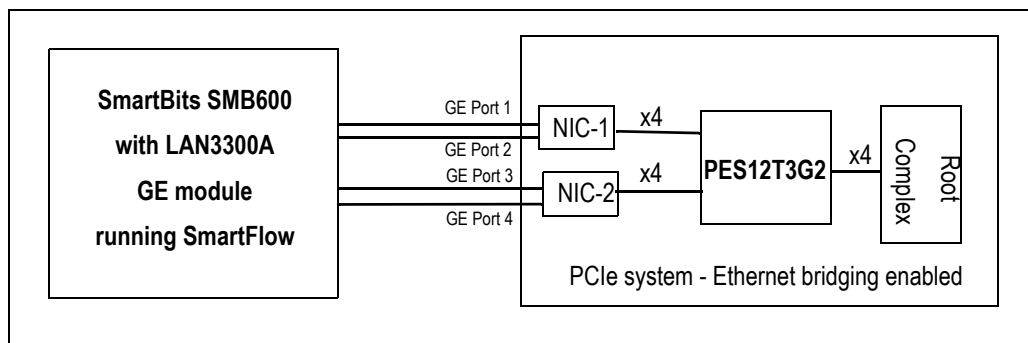 SmartBits SMB600
with LAN3300A
GE module
running SmartFlow
GE Port 1
GE Port 2
GE Port 3
GE Port 4
NIC-1
NIC-2
x4
x4
PES12T3G2
x4
Root
Complex
PCIe system - Ethernet bridging enabled